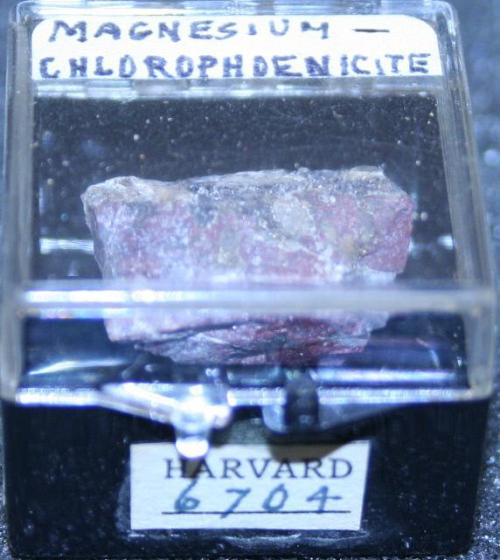 MAGNESIUM —
CHLOROPHOENICITE
HARVARD
6704